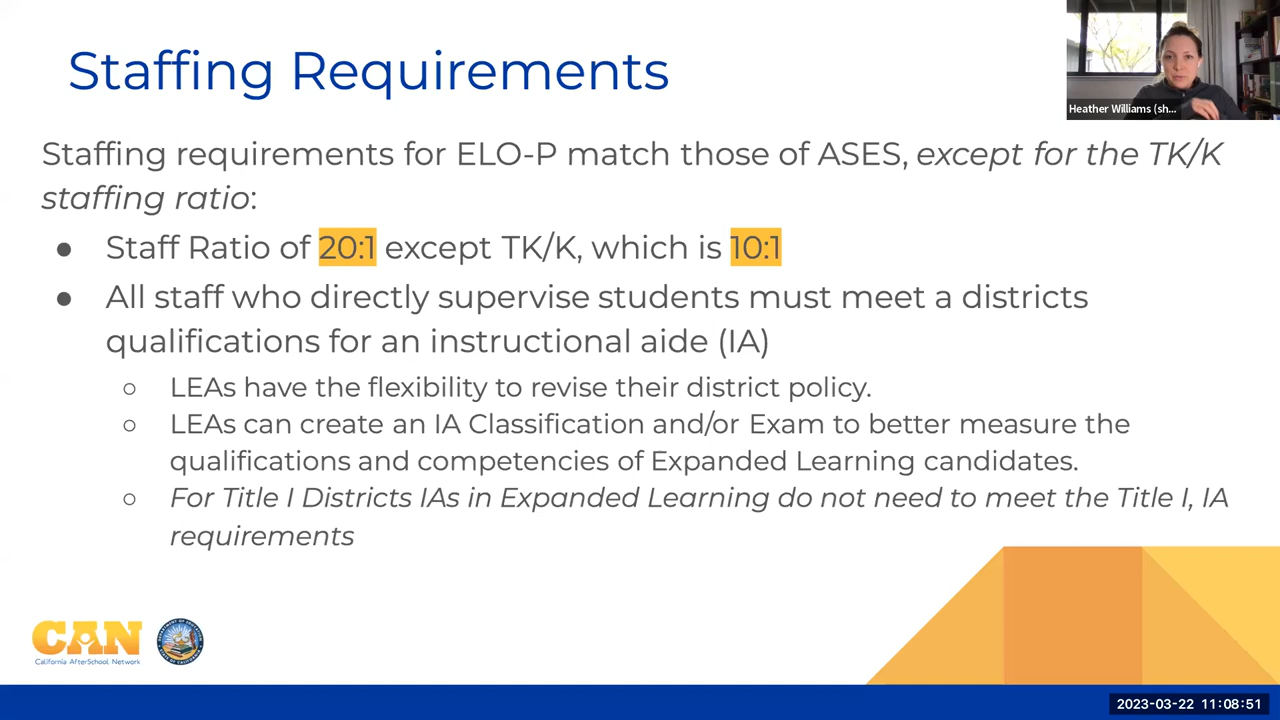 Staffing Requirements
Heather Williams (sh...
Staffing requirements for ELO-P match those of ASES, except for the TK/K
staffing ratio:
● Staff Ratio of 20:1 except TK/K, which is 10:1
● All staff who directly supervise students must meet a districts
qualifications for an instructional aide (IA)
○ LEAs have the flexibility to revise their district policy.
○ LEAs can create an IA Classification and/or Exam to better measure the
qualifications and competencies of Expanded Learning candidates.
○ For Title I Districts IAs in Expanded Learning do not need to meet the Title I, IA
requirements
CAN
California AfterSchool Network
2023-03-22 11:08:51